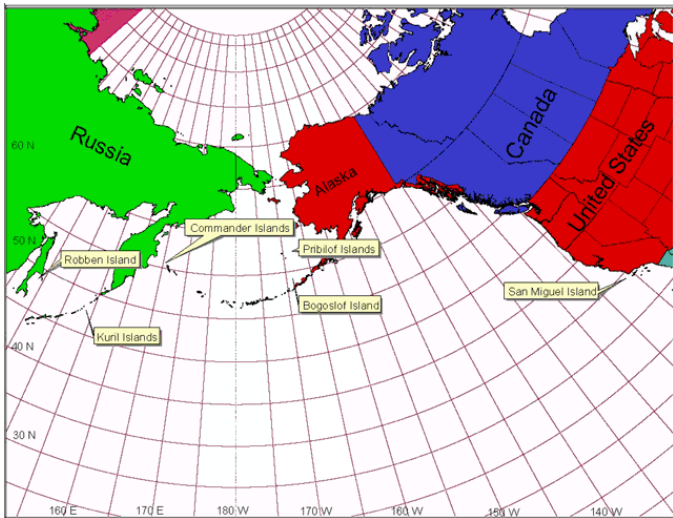 Russia
Canada
United States
Alaska
60 N
50 N
40 N
30 N
Commander Islands
Pribilof Islands
Robben Island
Bogoslof Island
San Miguel Island
Kuril Islands
160 E
170 E
180 W
170 W
160 W
150 W
140 W